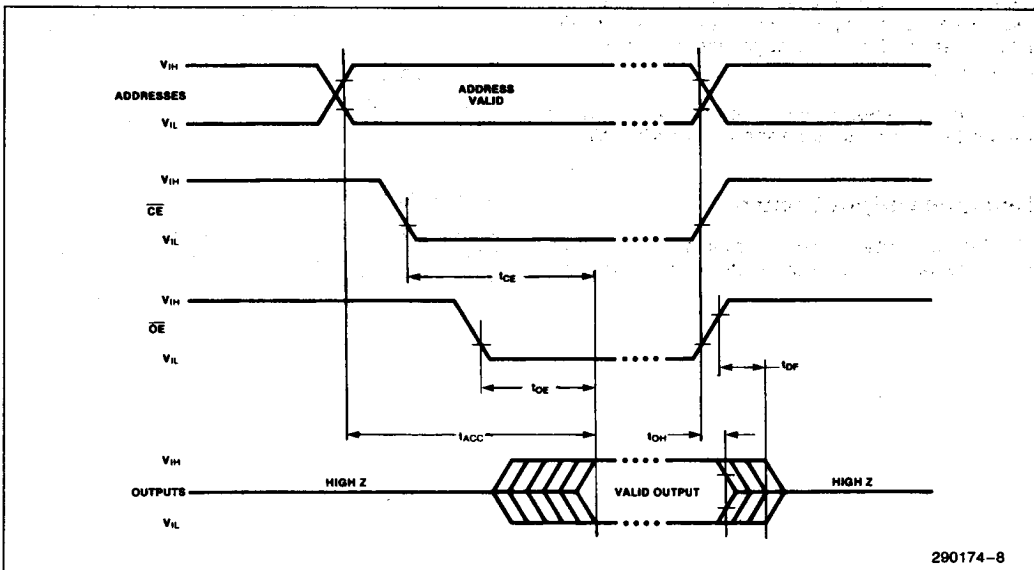 VIH
ADDRESSES
ADDRESS
VALID
VIL
VIH
CE
VIL
tCE
VIH
OE
VIL
tDF
tOE
tACC
tOH
VIH
HIGH Z
OUTPUTS
VALID OUTPUT
HIGH Z
VIL
290174-8